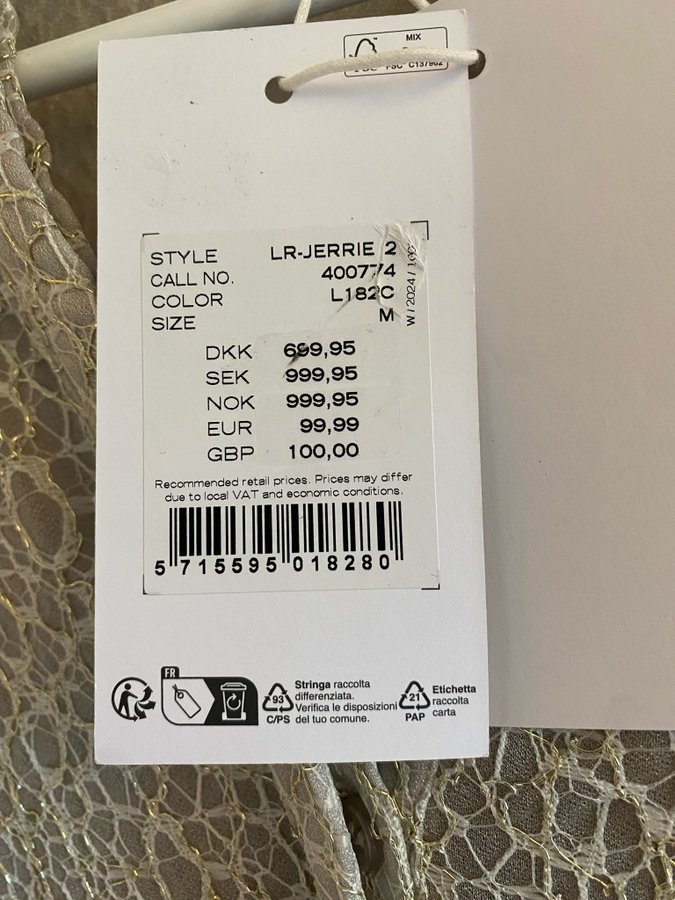 MIX
FSC C137962
STYLE LR-JERRIE 2
CALL NO. 400774
COLOR L182C
SIZE M
W / 2024 /
DKK 699,95
SEK 999,95
NOK 999,95
EUR 99,99
GBP 100,00
Recommended retail prices. Prices may differ
due to local VAT and economic conditions.
5 715595 018280
FR
93
C/PS
Stringa raccolta
differenziata.
Verifica le disposizioni
del tuo comune.
21
PAP
Etichetta
raccolta
carta